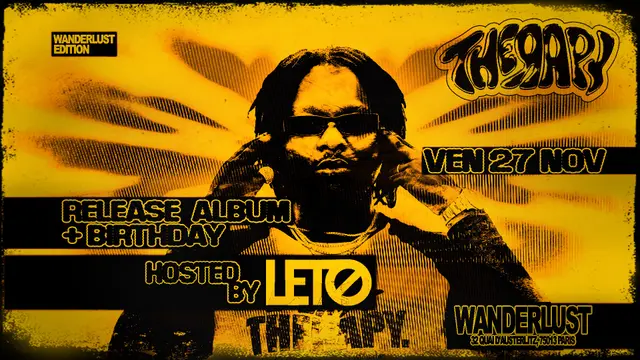 WANDERLUST
EDITION
THERAPY
VEN 27 NOV
RELEASE ALBUM
+ BIRTHDAY
HOSTED
BY LETO
THERAPY.
WANDERLUST
32 QUAI D'AUSTERLITZ, 75013 PARIS